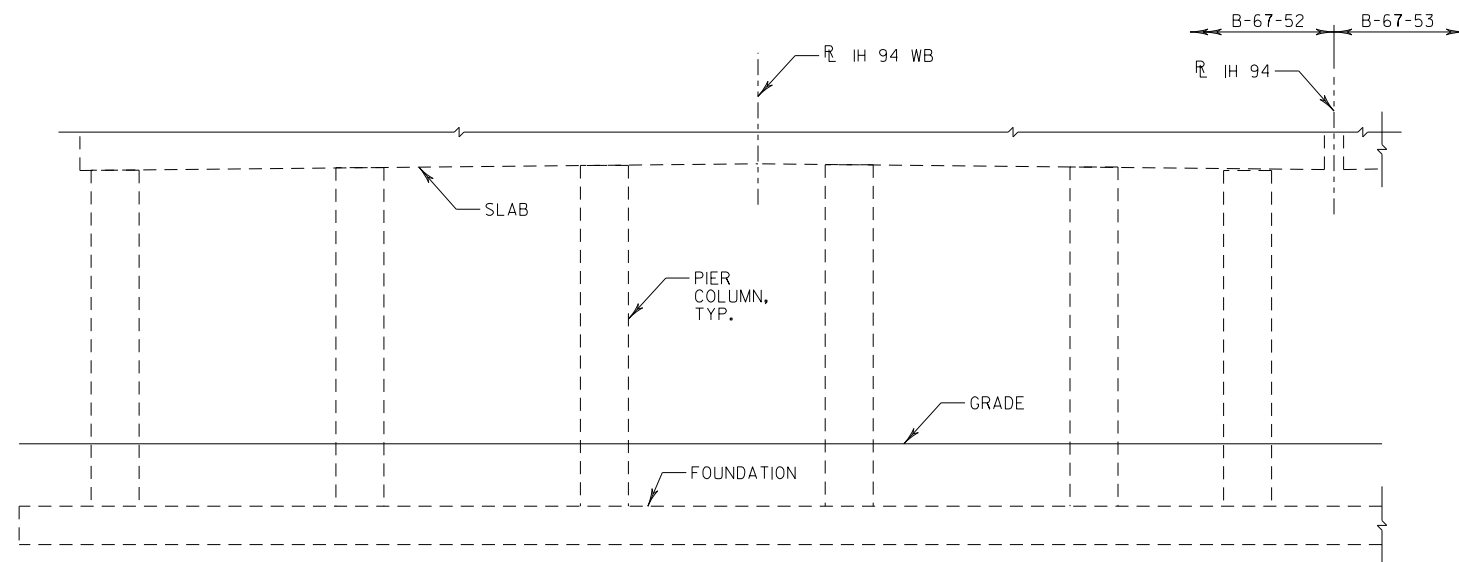 B-67-52
B-67-53
℞ IH 94 WB
℞ IH 94
SLAB
PIER
COLUMN,
TYP.
GRADE
FOUNDATION